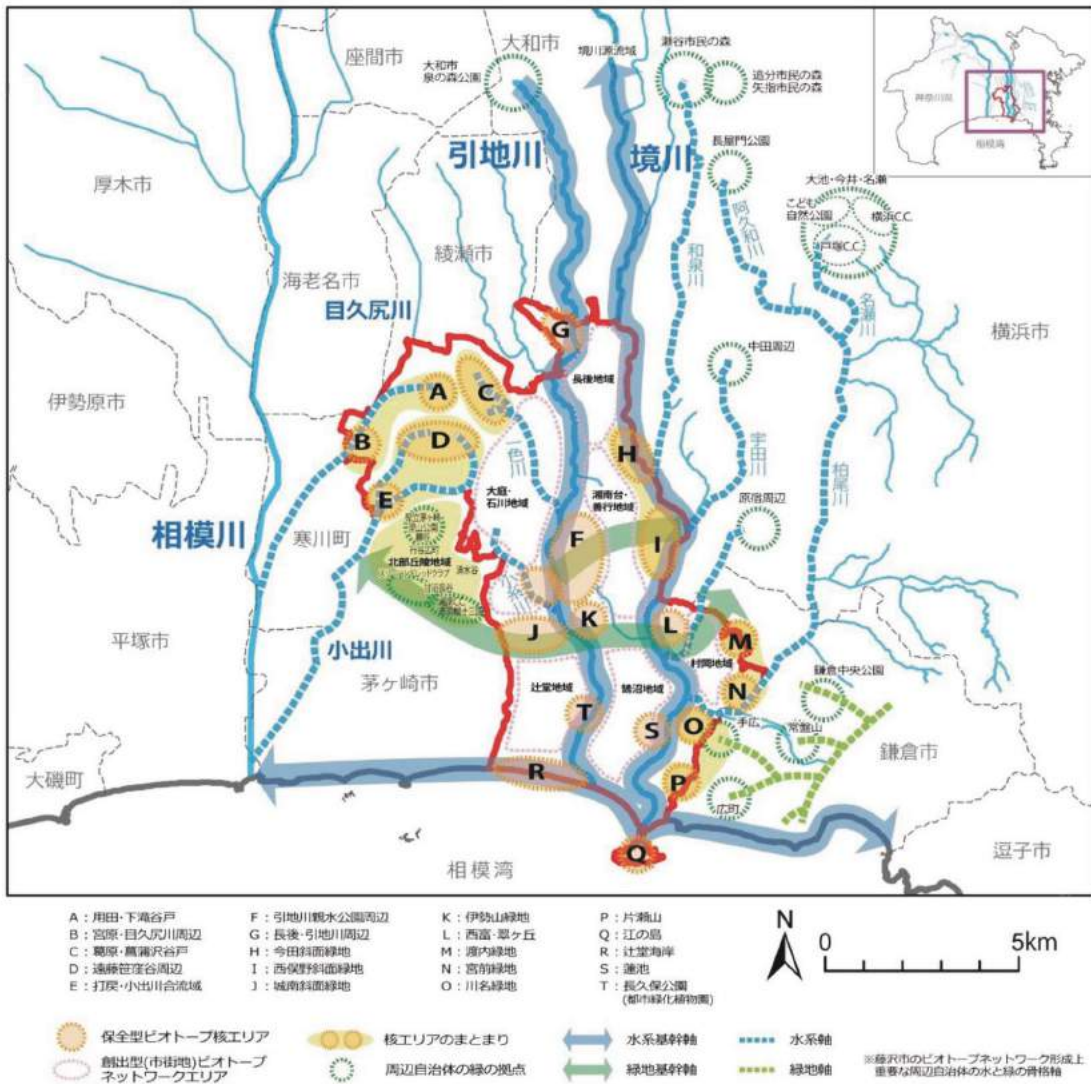 座間市
大和市
大和市
泉の森公園
境川源流域
瀬谷市民の森
追分市民の森
矢指市民の森
神奈川県
相模湾
引地川
境川
長屋門公園
大池・今井・名瀬
こども
自然公園
横浜C.C.
戸塚C.C.
厚木市
綾瀬市
海老名市
目久尻川
和泉川
阿久和川
名瀬川
横浜市
伊勢原市
G
長後地域
中田周辺
A
C
B
D
H
一色川
宇田川
柏尾川
大庭・
石川地域
湘南台・
善行地域
E
F
I
原宿周辺
相模川
寒川町
北部丘陵地域
清水谷
K
J
L
M
村岡地域
平塚市
小出川
茅ヶ崎市
辻堂地域
鵠沼地域
N
鎌倉中央公園
T
S
O
手広
常盤山
鎌倉市
大磯町
R
P
広町
Q
相模湾
逗子市
A：用田・下滝谷戸
B：宮原・目久尻川周辺
C：葛原・菖蒲沢谷戸
D：遠藤笹窪谷周辺
E：打戻・小出川合流域
F：引地川親水公園周辺
G：長後・引地川周辺
H：今田斜面緑地
I：西俣野斜面緑地
J：城南斜面緑地
K：伊勢山緑地
L：西富・翠ヶ丘
M：渡内緑地
N：宮前緑地
O：川名緑地
P：片瀬山
Q：江の島
R：辻堂海岸
S：蓮池
T：長久保公園
(都市緑化植物園)
N
0 5km
保全型ビオトープ核エリア
創出型(市街地)ビオトープ
ネットワークエリア
核エリアのまとまり
周辺自治体の緑の拠点
水系基幹軸
緑地基幹軸
水系軸
緑地軸
※藤沢市のビオトープネットワーク形成上
重要な周辺自治体の水と緑の骨格軸